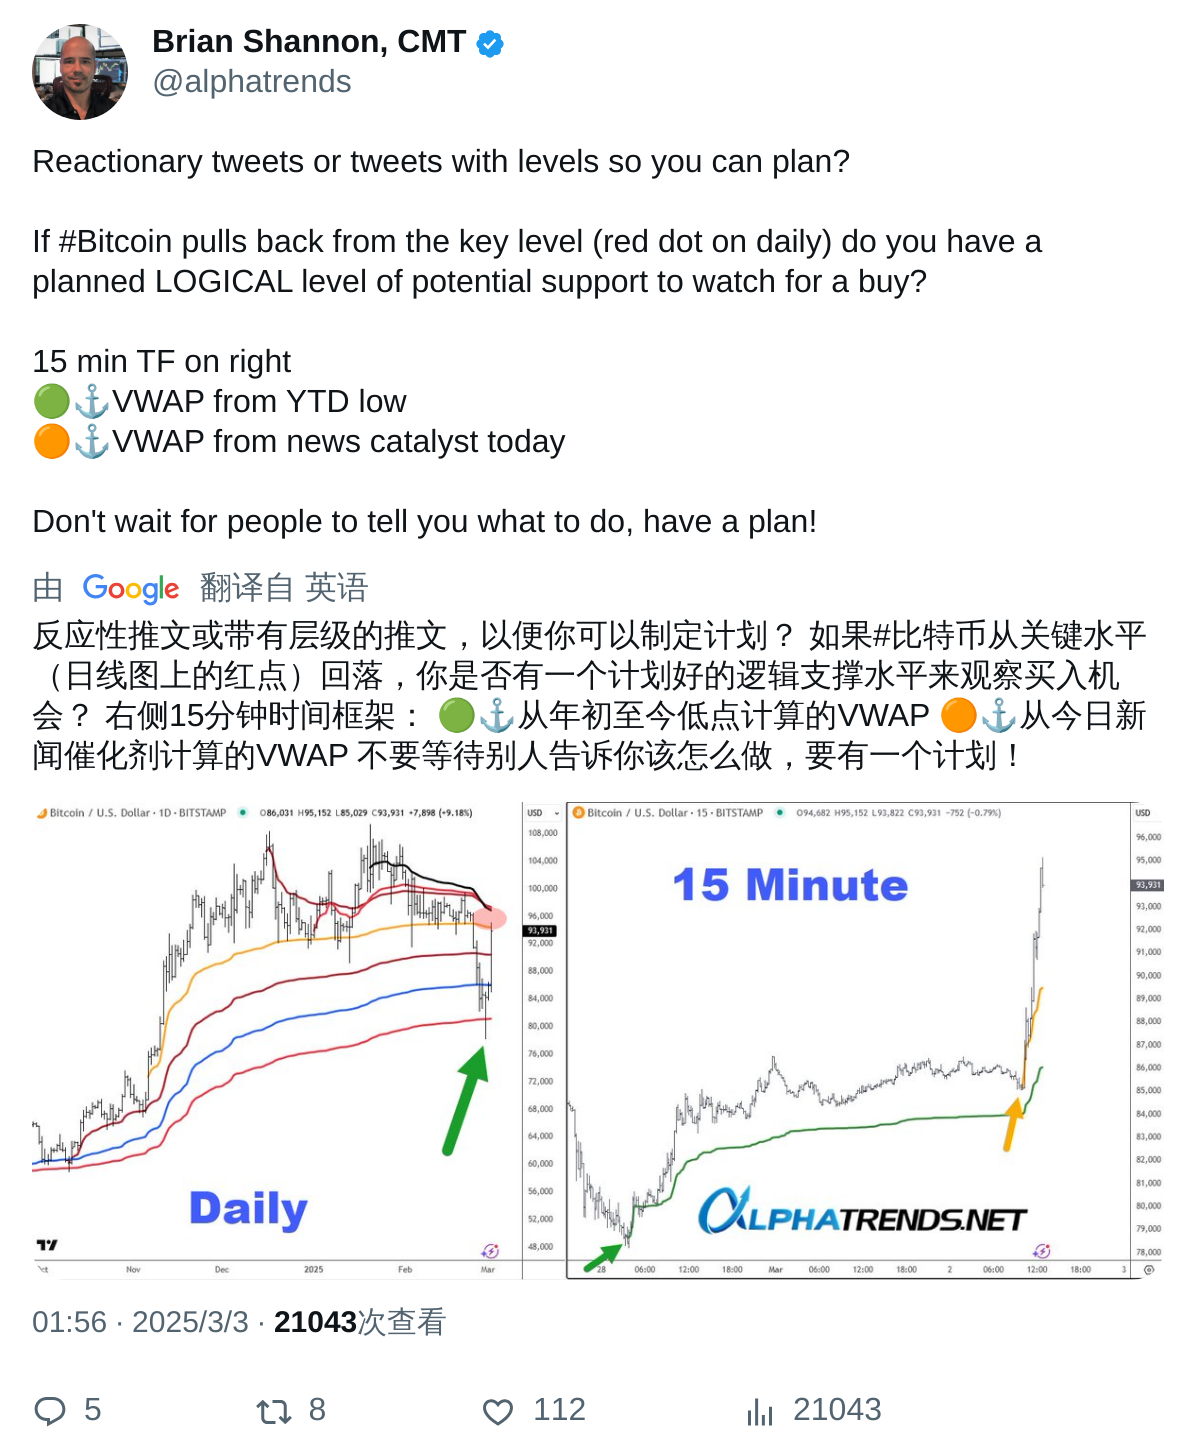 Brian Shannon, CMT
@alphatrends
Reactionary tweets or tweets with levels so you can plan?
If #Bitcoin pulls back from the key level (red dot on daily) do you have a
planned LOGICAL level of potential support to watch for a buy?
15 min TF on right
🟢⚓VWAP from YTD low
🟠⚓VWAP from news catalyst today
Don't wait for people to tell you what to do, have a plan!
由 Google 翻译自 英语
反应性推文或带有层级的推文，以便你可以制定计划？ 如果#比特币从关键水平
（日线图上的红点）回落，你是否有一个计划好的逻辑支撑水平来观察买入机
会？ 右侧15分钟时间框架： 🟢⚓从年初至今低点计算的VWAP 🟠⚓从今日新
闻催化剂计算的VWAP 不要等待别人告诉你该怎么做，要有一个计划！
Bitcoin / U.S. Dollar · 1D · BITSTAMP O86,031 H95,152 L85,029 C93,931 +7,898 (+9.18%)
USD
108,000
104,000
100,000
96,000
93,931
92,000
88,000
84,000
80,000
76,000
72,000
68,000
64,000
60,000
56,000
52,000
48,000
Daily
Nov Dec 2025 Feb Mar
Bitcoin / U.S. Dollar · 15 · BITSTAMP O94,682 H95,152 L93,822 C93,931 −752 (−0.79%)
USD
15 Minute
96,000
95,000
93,931
93,000
92,000
91,000
90,000
89,000
88,000
87,000
86,000
85,000
84,000
83,000
82,000
81,000
80,000
79,000
78,000
ALPHATRENDS.NET
28 06:00 12:00 18:00 Mar 06:00 12:00 18:00 2 06:00 12:00 18:00 3
01:56 · 2025/3/3 · 21043次查看
5 8 112 21043